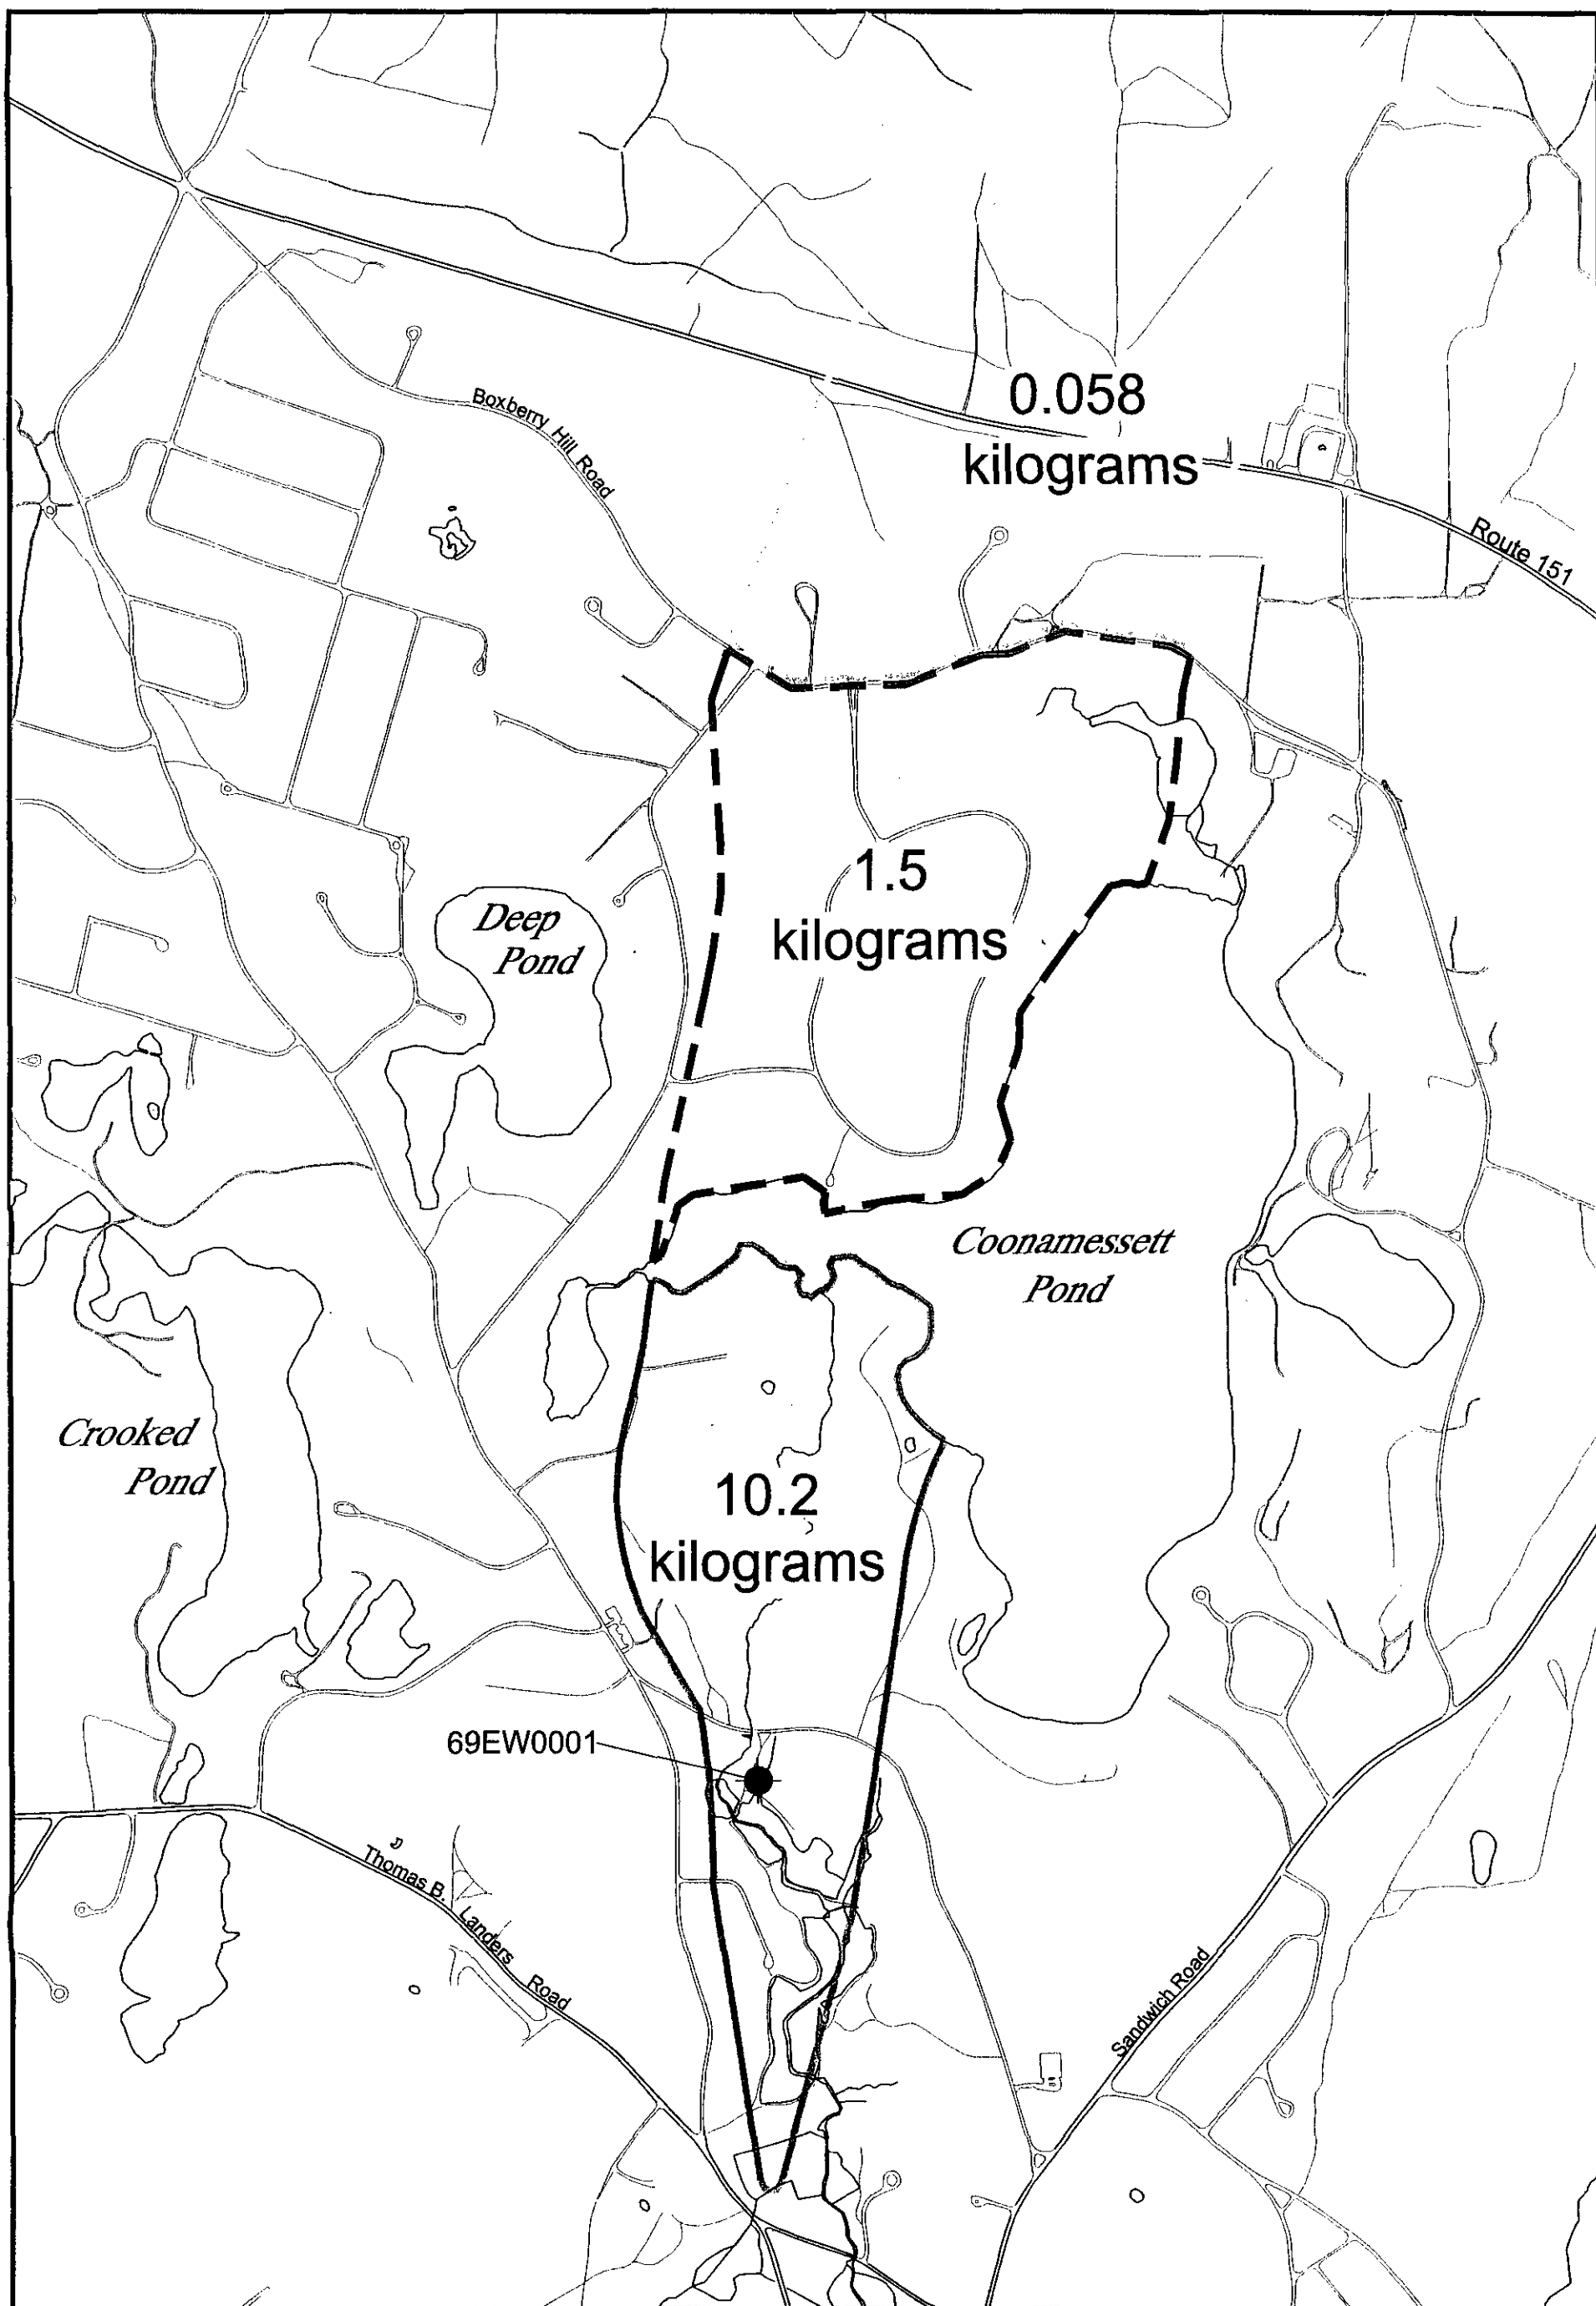 Boxberry Hill Road
0.058
kilograms
Route 151
1.5
kilograms
Deep
Pond
Coonamessett
Pond
Crooked
Pond
10.2
kilograms
69EW0001
Thomas B. Landers Road
Sandwich Road